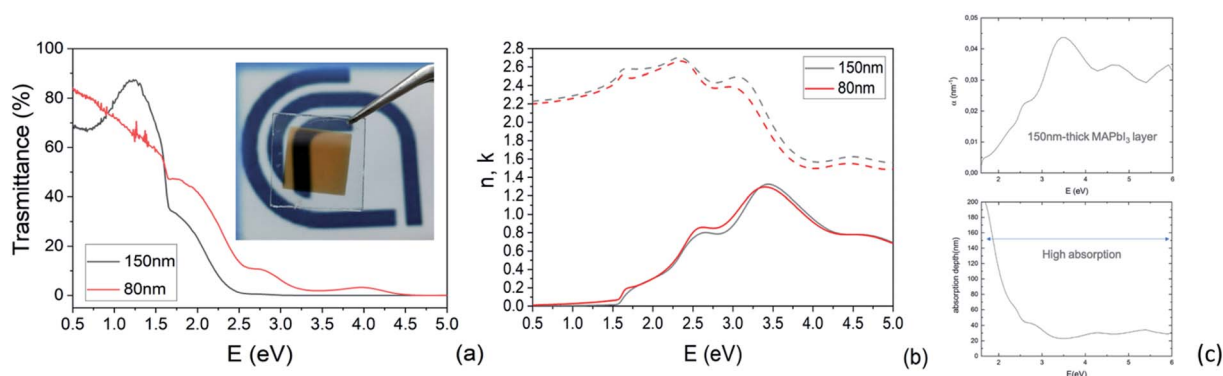 100
80
60
40
20
0
Trasmittance (%)
150nm
80nm
0.5 1.0 1.5 2.0 2.5 3.0 3.5 4.0 4.5 5.0
E (eV)
(a)
2.8
2.6
2.4
2.2
2.0
1.8
1.6
1.4
1.2
1.0
0.8
0.6
0.4
0.2
0.0
n, k
150nm
80nm
0.5 1.0 1.5 2.0 2.5 3.0 3.5 4.0 4.5 5.0
E (eV)
(b)
0,05
0,04
0,03
0,02
0,01
0,00
α (nm⁻¹)
150nm-thick MAPbI₃ layer
2 3 4 5 6
E (eV)
200
180
160
140
120
100
80
60
40
20
0
absorption depth(nm)
High absorption
2 3 4 5 6
E(eV)
(c)